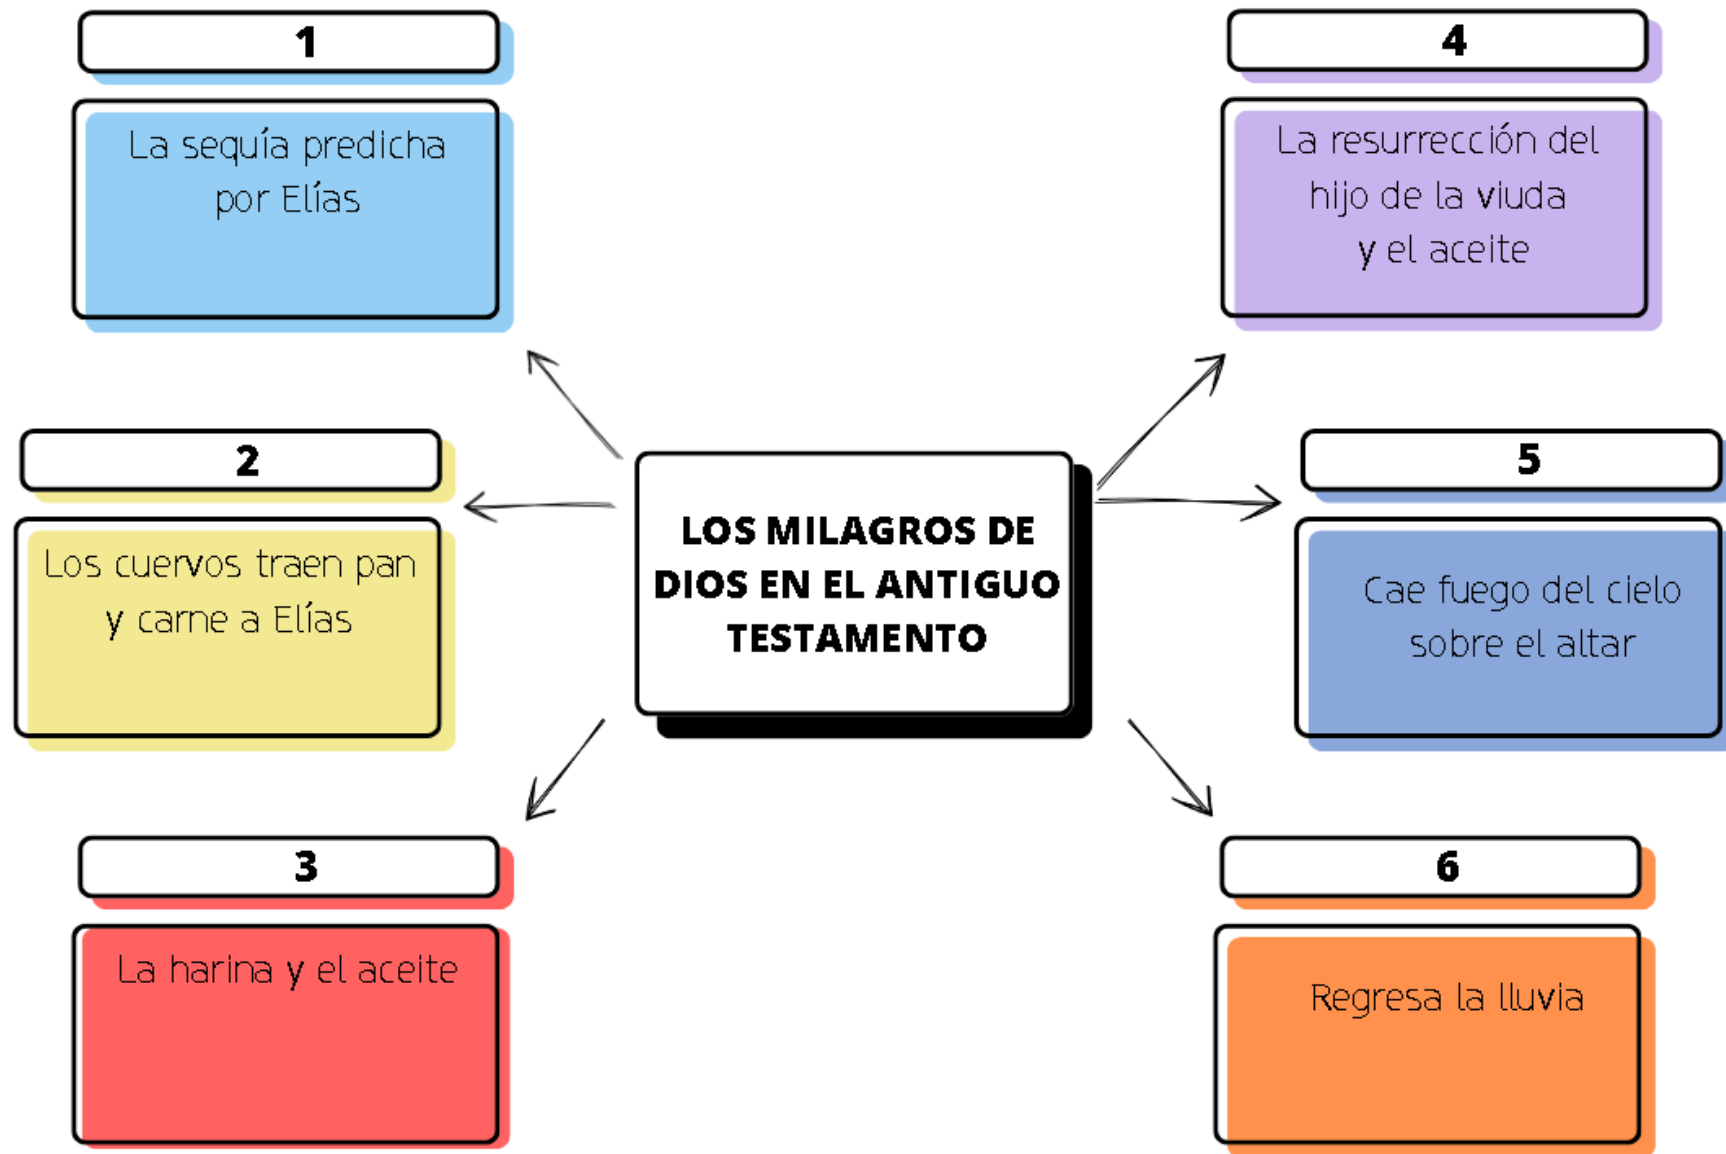 1
La sequía predicha
por Elías
2
Los cuervos traen pan
y carne a Elías
3
La harina y el aceite
LOS MILAGROS DE
DIOS EN EL ANTIGUO
TESTAMENTO
4
La resurrección del
hijo de la viuda
y el aceite
5
Cae fuego del cielo
sobre el altar
6
Regresa la lluvia